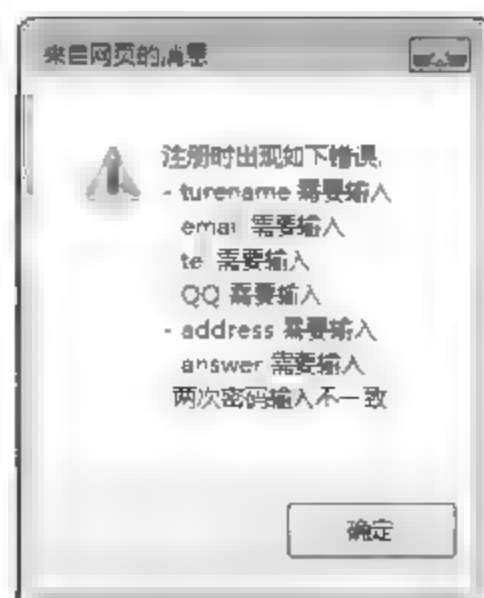 来自网页的消息
注册时出现如下错误:
- turename 需要输入
email 需要输入
tel 需要输入
QQ 需要输入
- address 需要输入
answer 需要输入
两次密码输入不一致
确定